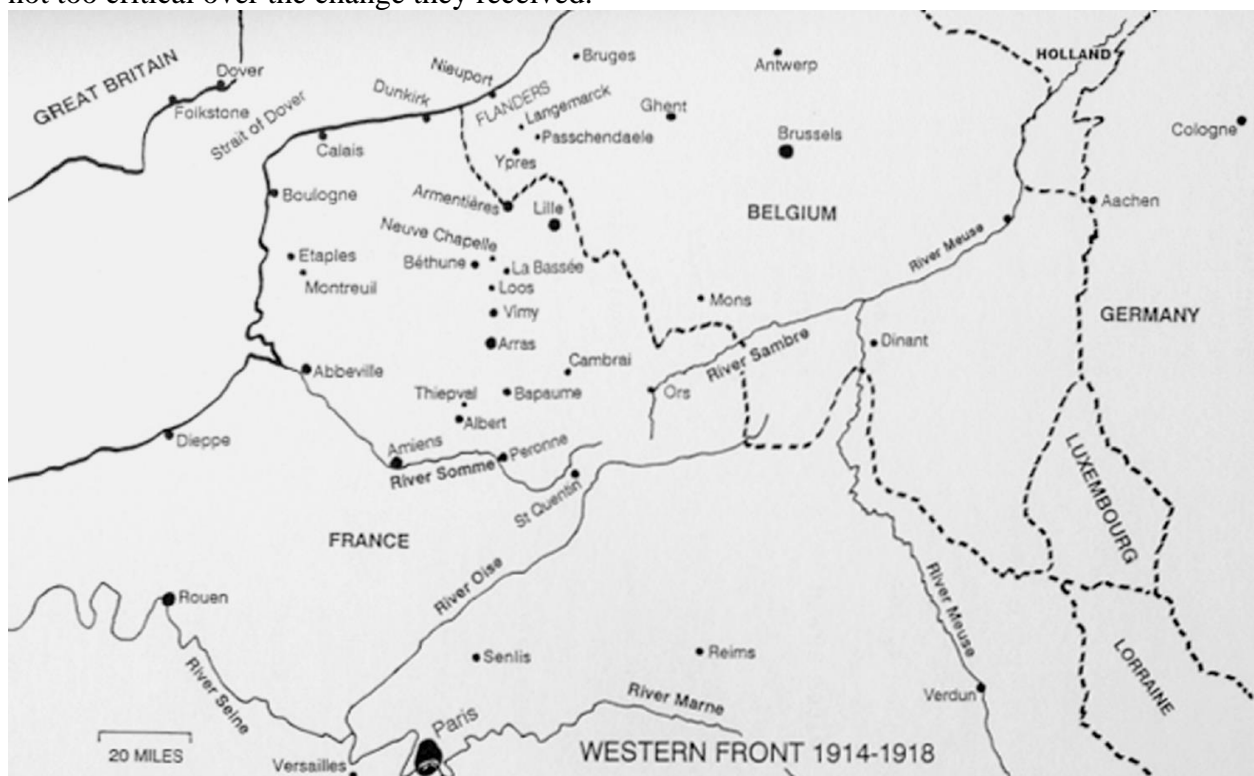 not too critical over the change they received.
GREAT BRITAIN
Dover
Folkstone
Strait of Dover
Calais
Dunkirk
Nieuport
Bruges
Antwerp
HOLLAND
FLANDERS
Langemarck
Ghent
Passchendaele
Ypres
Brussels
Cologne
Boulogne
Armentières
Lille
BELGIUM
Aachen
Neuve Chapelle
River Meuse
Etaples
Béthune
La Bassée
Montreuil
Loos
Mons
Vimy
GERMANY
Arras
River Sambre
Dinant
Cambrai
Abbeville
Thiepval
Bapaume
Ors
Albert
Dieppe
Amiens
Peronne
River Somme
St Quentin
LUXEMBOURG
FRANCE
River Oise
River Meuse
Rouen
Senlis
Reims
LORRAINE
River Seine
River Marne
Verdun
Paris
20 MILES
Versailles
WESTERN FRONT 1914-1918